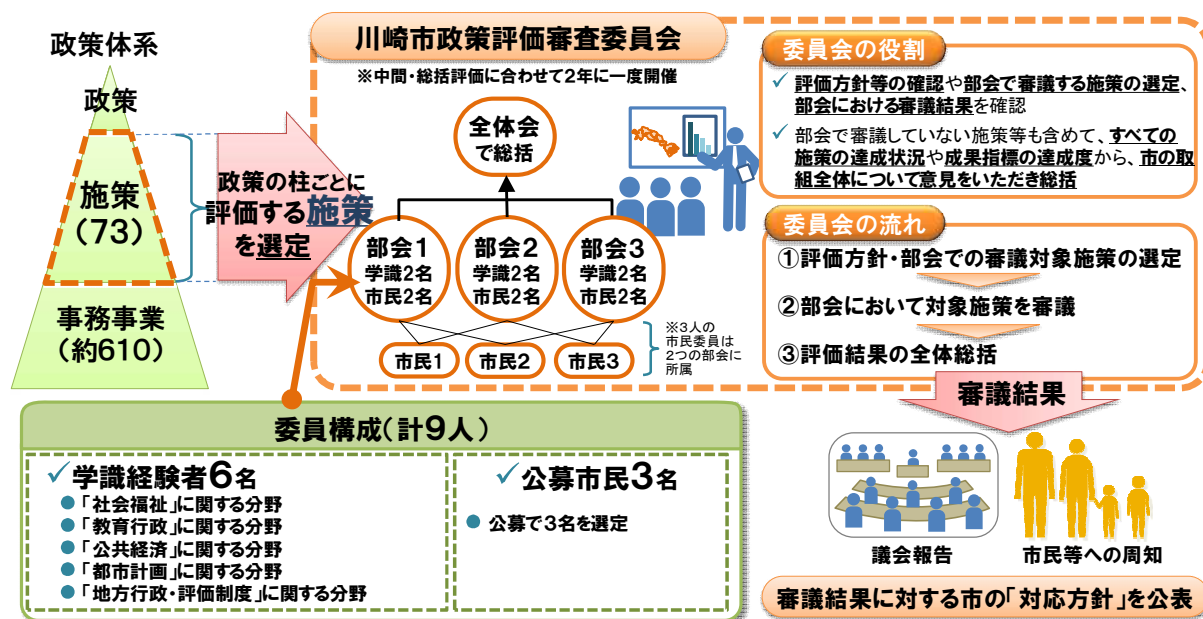 政策体系
政策
施策
(73)
事務事業
(約610)
政策の柱ごとに
評価する施策
を選定
川崎市政策評価審査委員会
※中間・総括評価に合わせて2年に一度開催
全体会
で総括
部会1
学識2名
市民2名
部会2
学識2名
市民2名
部会3
学識2名
市民2名
市民1
市民2
市民3
※3人の
市民委員は
2つの部会に
所属
委員会の役割
✓ 評価方針等の確認や部会で審議する施策の選定、
部会における審議結果を確認
✓ 部会で審議していない施策等も含めて、すべての
施策の達成状況や成果指標の達成度から、市の取
組全体について意見をいただき総括
委員会の流れ
①評価方針・部会での審議対象施策の選定
②部会において対象施策を審議
③評価結果の全体総括
審議結果
議会報告
市民等への周知
審議結果に対する市の「対応方針」を公表
委員構成(計9人)
✓学識経験者6名
● 「社会福祉」に関する分野
● 「教育行政」に関する分野
● 「公共経済」に関する分野
● 「都市計画」に関する分野
● 「地方行政・評価制度」に関する分野
✓公募市民3名
● 公募で3名を選定